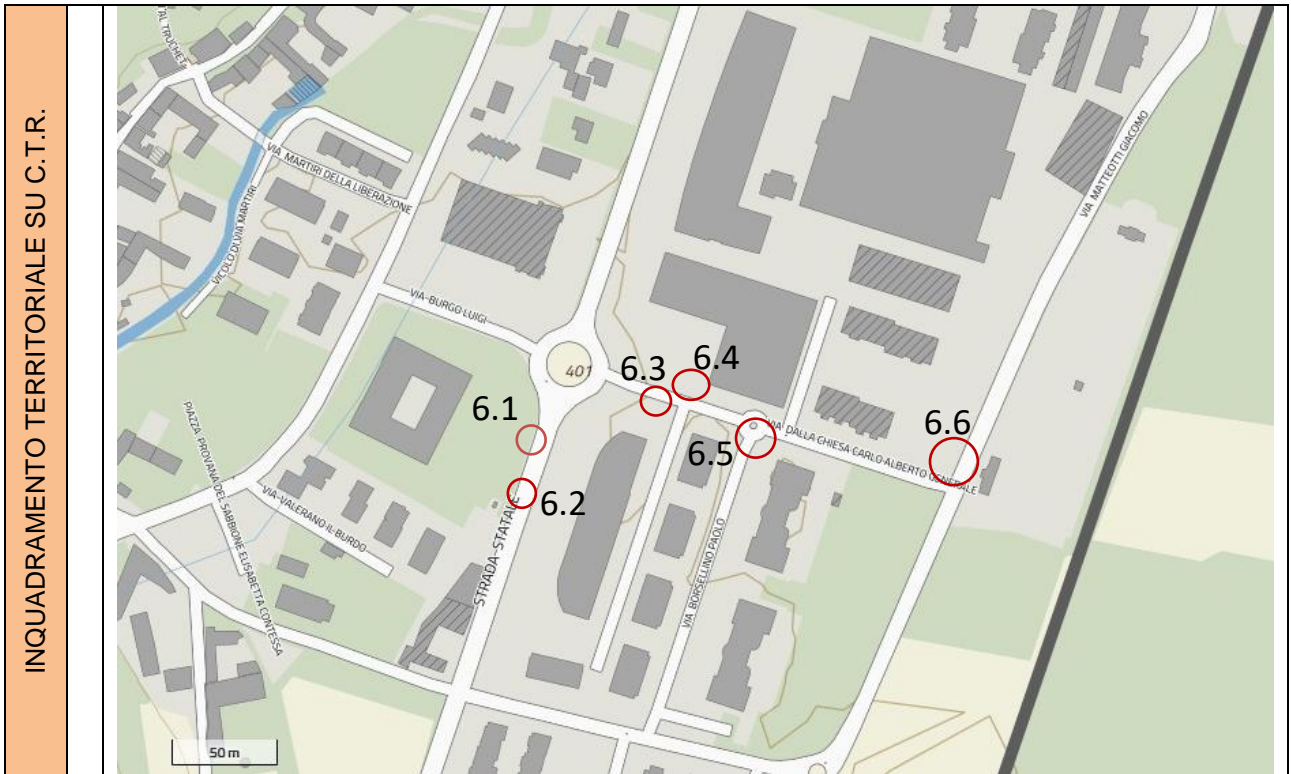 INQUADRAMENTO TERRITORIALE SU C.T.R.
VIA MARTIRI DELLA LIBERAZIONE
VICOLO DI VIA MARTIRI
VIA BURGO LUIGI
401
6.3
6.4
6.1
6.2
6.5
6.6
VIA MATTEOTTI GIACOMO
VIA DALLA CHIESA CARLO ALBERTO GENERALE
PIAZZA PROVANA DEL SABBIONE ELISABETTA CONTESSA
VIA VALERANO IL BURDO
STRADA STATALE
VIA BORSELLINO PAOLO
50 m